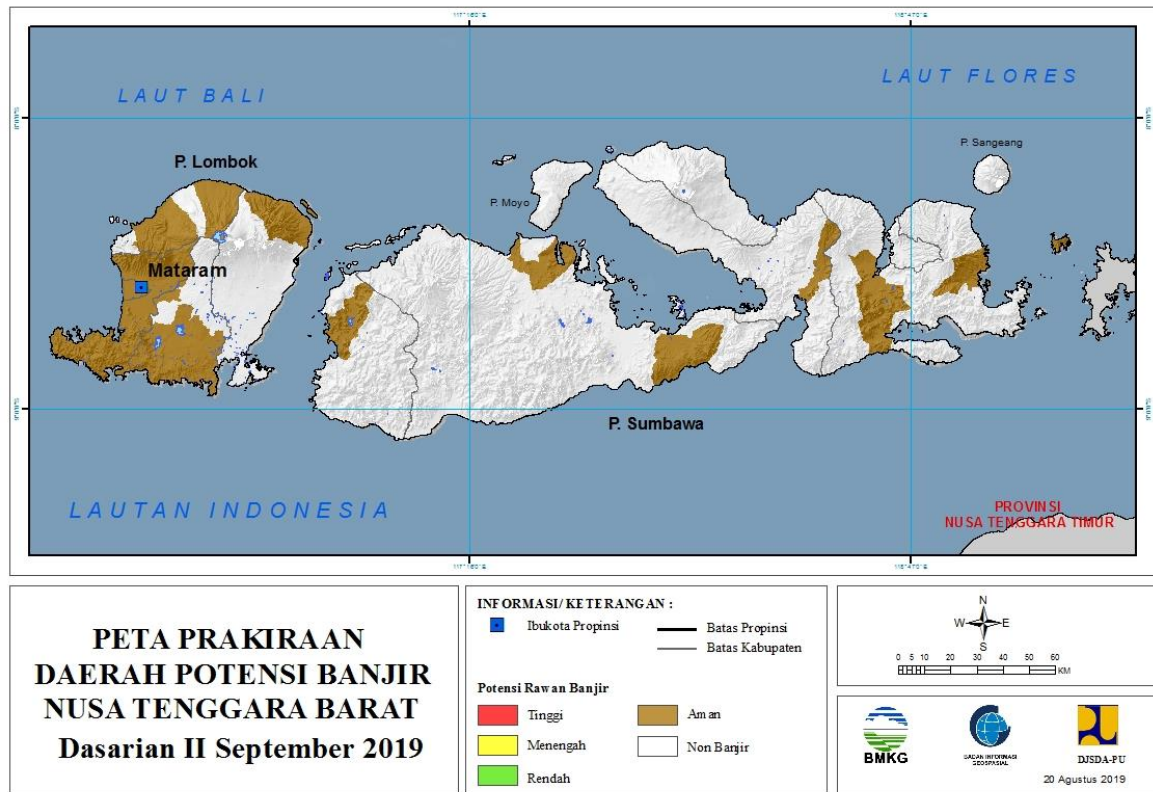 LAUT BALI
LAUT FLORES
P. Lombok
P. Sangeang
P. Moyo
Mataram
P. Sumbawa
LAUTAN INDONESIA
PROVINSI
NUSA TENGGARA TIMUR
PETA PRAKIRAAN
DAERAH POTENSI BANJIR
NUSA TENGGARA BARAT
Dasarian II September 2019
INFORMASI/ KETERANGAN :
Ibukota Propinsi
Batas Propinsi
Batas Kabupaten
Potensi Rawan Banjir
Tinggi
Menengah
Rendah
Aman
Non Banjir
N
W
E
S
0 5 10 20 30 40 50 60
KM
BMKG
BADAN INFORMASI
GEOSPASIAL
DJSDA-PU
20 Agustus 2019